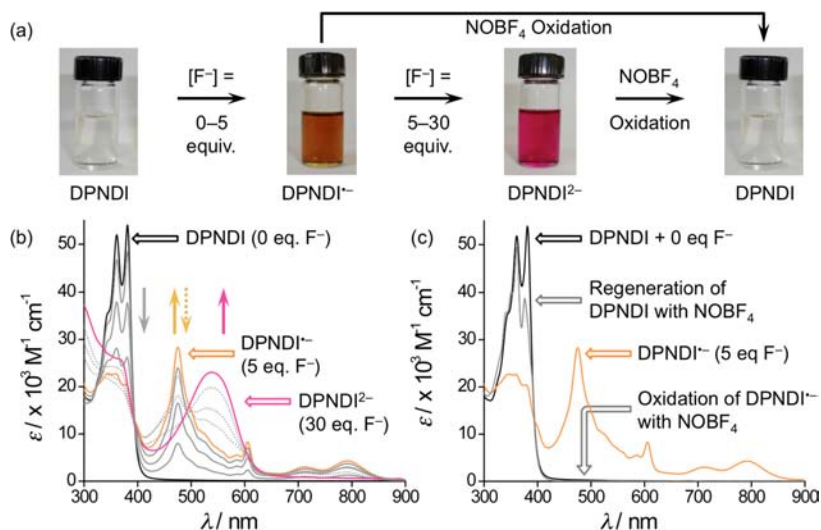 (a)
NOBF₄ Oxidation
[F⁻] =
0–5
equiv.
[F⁻] =
5–30
equiv.
NOBF₄
Oxidation
DPNDI
DPNDI•⁻
DPNDI²⁻
DPNDI
(b)
DPNDI (0 eq. F⁻)
DPNDI•⁻
(5 eq. F⁻)
DPNDI²⁻
(30 eq. F⁻)
ε / x 10³ M⁻¹ cm⁻¹
50
40
30
20
10
0
300 400 500 600 700 800 900
λ / nm
(c)
DPNDI + 0 eq F⁻
Regeneration of
DPNDI with NOBF₄
DPNDI•⁻ (5 eq F⁻)
Oxidation of DPNDI•⁻
with NOBF₄
ε / x 10³ M⁻¹ cm⁻¹
50
40
30
20
10
0
300 400 500 600 700 800 900
λ / nm